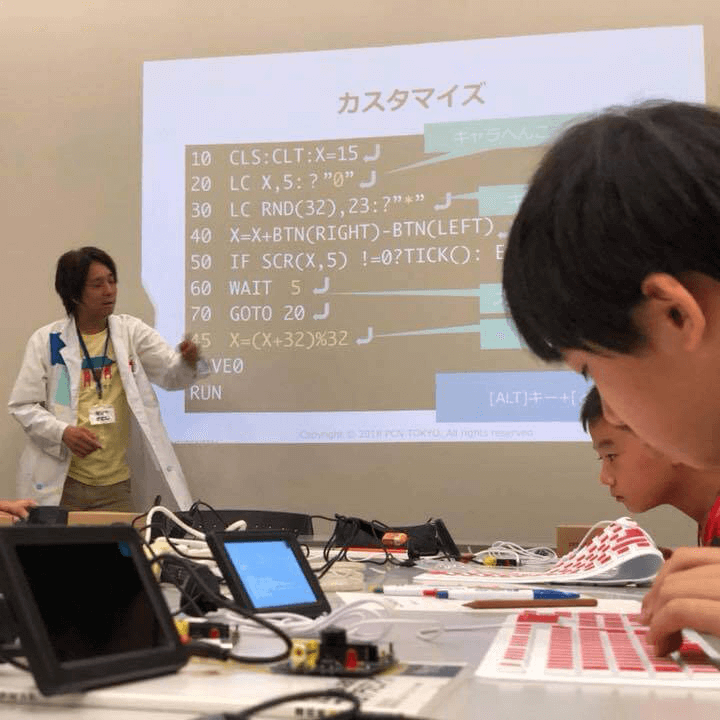 カスタマイズ
キャラへんこ
10 CLS:CLT:X=15
20 LC X,5:?"0"
30 LC RND(32),23:?"*"
40 X=X+BTN(RIGHT)-BTN(LEFT)
50 IF SCR(X,5) !=0?TICK(): E
60 WAIT 5
70 GOTO 20
45 X=(X+32)%32
VE0
RUN
[ALT]キー+[
Copyright © 2018 PCN TOKYO, All rights reserved